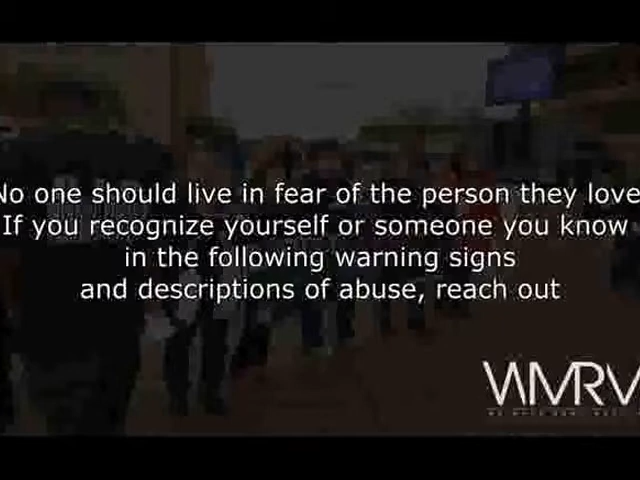 No one should live in fear of the person they love
If you recognize yourself or someone you know
in the following warning signs
and descriptions of abuse, reach out
WMRV